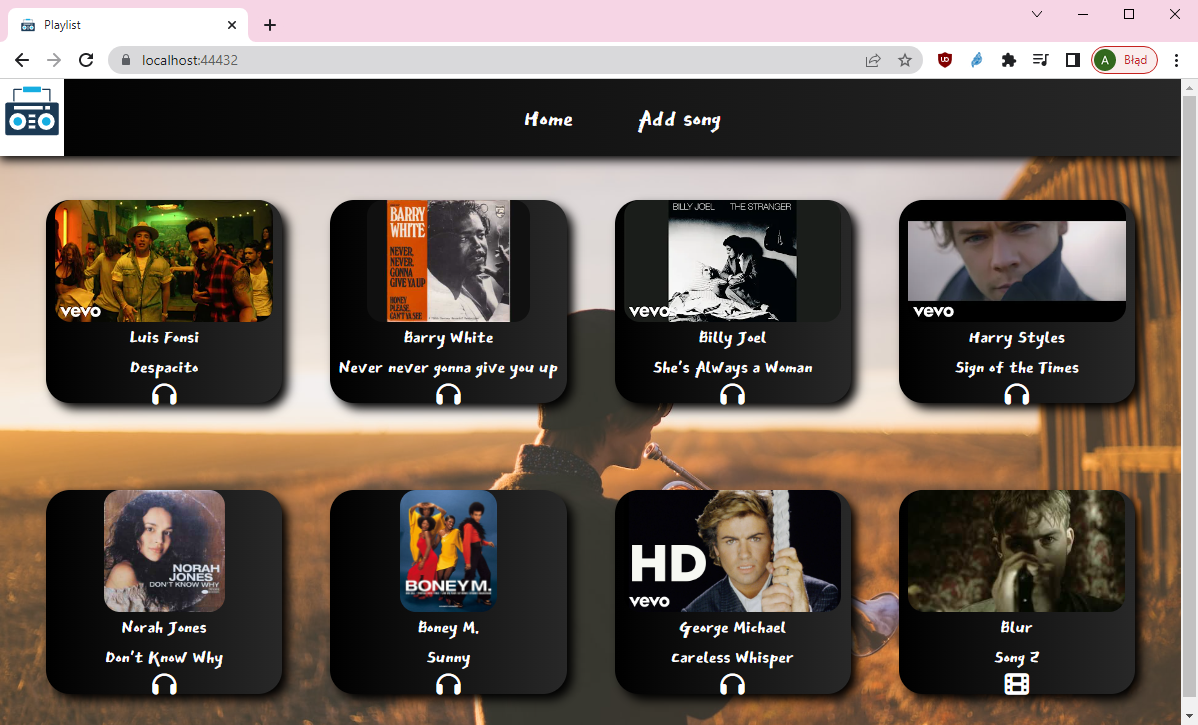 Playlist
localhost:44432
A Błąd
Home Add song
vevo
Luis Fonsi
Despacito
BARRY
WHITE
NEVER,
NEVER,
GONNA
GIVE YA UP
HONEY
PLEASE,
CAN'T YA SEE
Barry White
Never never gonna give you up
BILLY JOEL THE STRANGER
vevo
Billy Joel
She's Always a Woman
vevo
Harry Styles
Sign of the Times
NORAH
JONES
DON'T KNOW WHY
Norah Jones
Don't Know Why
BONEY M.
Boney M.
Sunny
HD
vevo
George Michael
Careless Whisper
Blur
Song 2